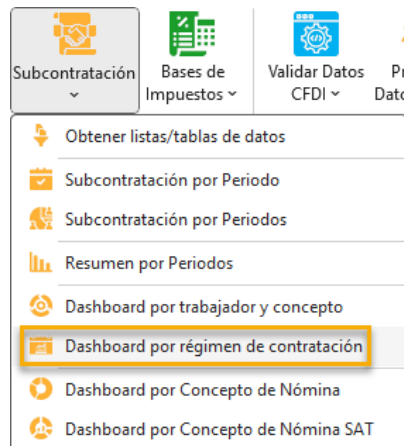 Subcontratación
Bases de
Impuestos
Validar Datos
CFDI
Obtener listas/tablas de datos
Subcontratación por Periodo
Subcontratación por Periodos
Resumen por Periodos
Dashboard por trabajador y concepto
Dashboard por régimen de contratación
Dashboard por Concepto de Nómina
Dashboard por Concepto de Nómina SAT